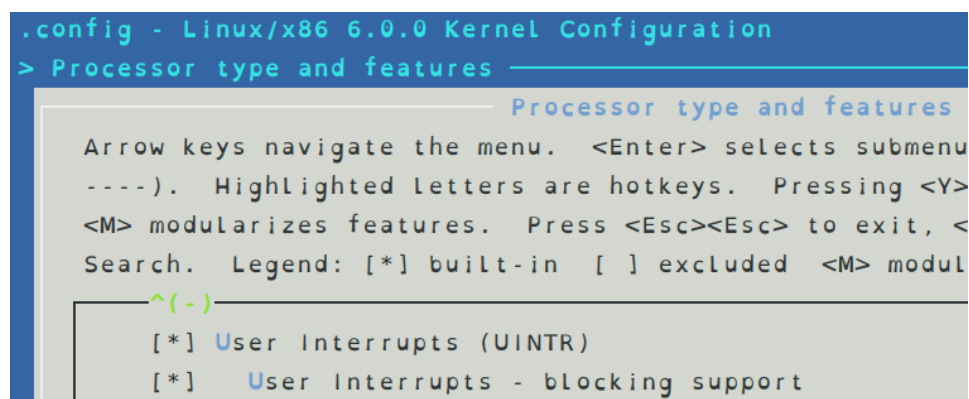 .config - Linux/x86 6.0.0 Kernel Configuration
> Processor type and features
Processor type and features
Arrow keys navigate the menu. <Enter> selects submenu
----). Highlighted letters are hotkeys. Pressing <Y>
<M> modularizes features. Press <Esc><Esc> to exit, <
Search. Legend: [*] built-in [ ] excluded <M> modul
^(-)
[*] User Interrupts (UINTR)
[*] User Interrupts - blocking support